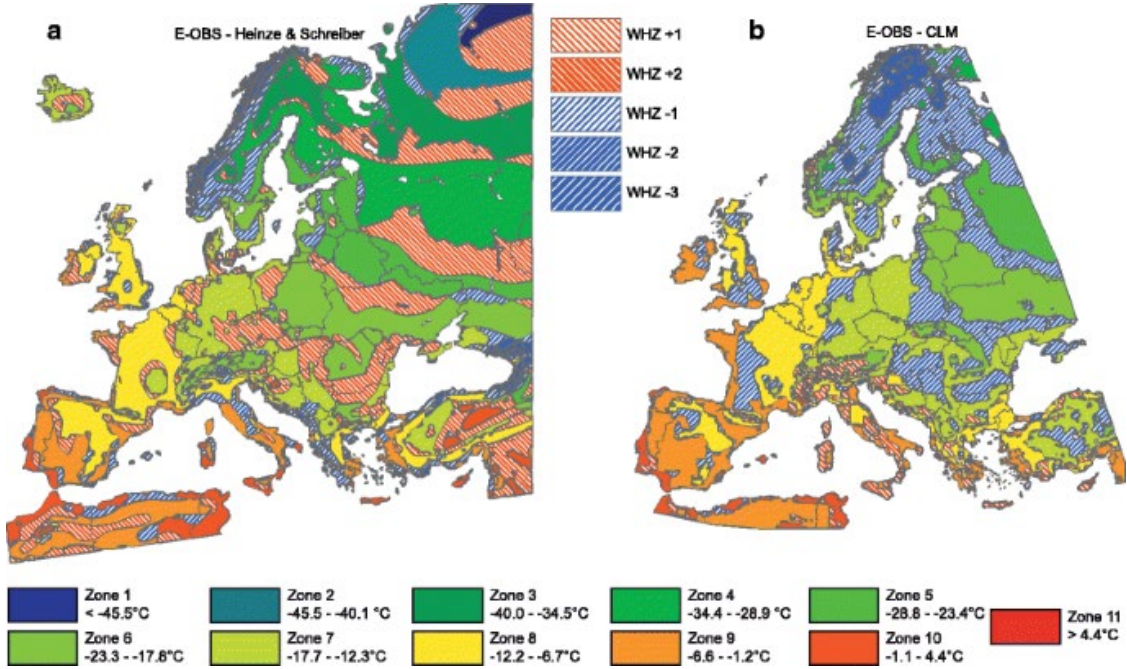 a
E-OBS - Heinze & Schreiber
WHZ +1
WHZ +2
WHZ -1
WHZ -2
WHZ -3
b
E-OBS - CLM
Zone 1
< -45.5°C
Zone 2
-45.5 - -40.1 °C
Zone 3
-40.0 - -34.5°C
Zone 4
-34.4 - -28.9 °C
Zone 5
-28.8 - -23.4°C
Zone 6
-23.3 - -17.8°C
Zone 7
-17.7 - -12.3°C
Zone 8
-12.2 - -6.7°C
Zone 9
-6.6 - -1.2°C
Zone 10
-1.1 - 4.4°C
Zone 11
> 4.4°C